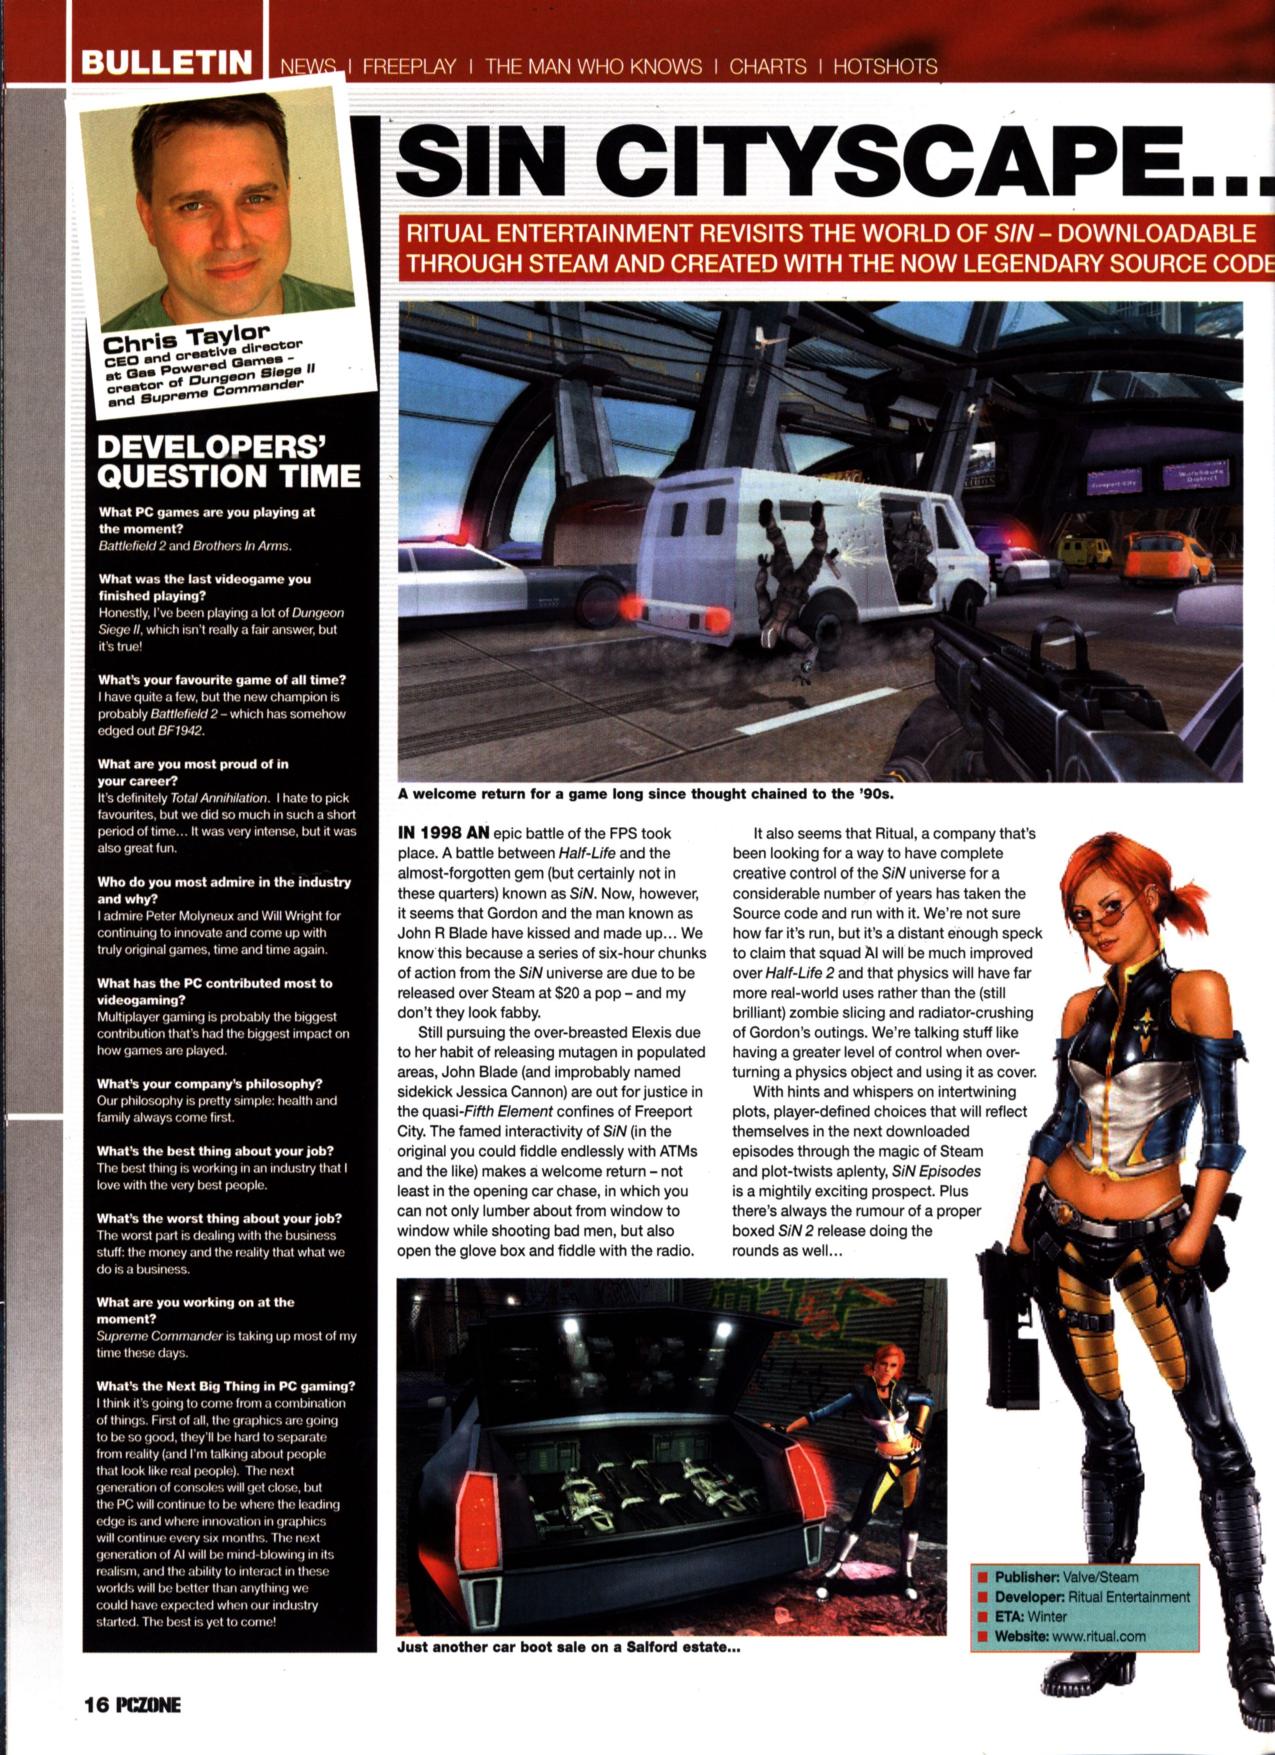 BULLETIN
NEWS | FREEPLAY | THE MAN WHO KNOWS | CHARTS | HOTSHOTS
Chris Taylor
CEO and creative director
at Gas Powered Games –
creator of Dungeon Siege II
and Supreme Commander
DEVELOPERS'
QUESTION TIME
What PC games are you playing at
the moment?
Battlefield 2 and Brothers In Arms.
What was the last videogame you
finished playing?
Honestly, I've been playing a lot of Dungeon
Siege II, which isn't really a fair answer, but
it's true!
What's your favourite game of all time?
I have quite a few, but the new champion is
probably Battlefield 2 – which has somehow
edged out BF1942.
What are you most proud of in
your career?
It's definitely Total Annihilation. I hate to pick
favourites, but we did so much in such a short
period of time... It was very intense, but it was
also great fun.
Who do you most admire in the industry
and why?
I admire Peter Molyneux and Will Wright for
continuing to innovate and come up with
truly original games, time and time again.
What has the PC contributed most to
videogaming?
Multiplayer gaming is probably the biggest
contribution that's had the biggest impact on
how games are played.
What's your company's philosophy?
Our philosophy is pretty simple: health and
family always come first.
What's the best thing about your job?
The best thing is working in an industry that I
love with the very best people.
What's the worst thing about your job?
The worst part is dealing with the business
stuff: the money and the reality that what we
do is a business.
What are you working on at the
moment?
Supreme Commander is taking up most of my
time these days.
What's the Next Big Thing in PC gaming?
I think it's going to come from a combination
of things. First of all, the graphics are going
to be so good, they'll be hard to separate
from reality (and I'm talking about people
that look like real people). The next
generation of consoles will get close, but
the PC will continue to be where the leading
edge is and where innovation in graphics
will continue every six months. The next
generation of AI will be mind-blowing in its
realism, and the ability to interact in these
worlds will be better than anything we
could have expected when our industry
started. The best is yet to come!
SIN CITYSCAPE...
RITUAL ENTERTAINMENT REVISITS THE WORLD OF SIN – DOWNLOADABLE
THROUGH STEAM AND CREATED WITH THE NOW LEGENDARY SOURCE CODE
Freeport City
District
A welcome return for a game long since thought chained to the '90s.
IN 1998 AN epic battle of the FPS took
place. A battle between Half-Life and the
almost-forgotten gem (but certainly not in
these quarters) known as SiN. Now, however,
it seems that Gordon and the man known as
John R Blade have kissed and made up... We
know this because a series of six-hour chunks
of action from the SiN universe are due to be
released over Steam at $20 a pop – and my
don't they look fabby.
Still pursuing the over-breasted Elexis due
to her habit of releasing mutagen in populated
areas, John Blade (and improbably named
sidekick Jessica Cannon) are out for justice in
the quasi-Fifth Element confines of Freeport
City. The famed interactivity of SiN (in the
original you could fiddle endlessly with ATMs
and the like) makes a welcome return – not
least in the opening car chase, in which you
can not only lumber about from window to
window while shooting bad men, but also
open the glove box and fiddle with the radio.
It also seems that Ritual, a company that's
been looking for a way to have complete
creative control of the SiN universe for a
considerable number of years has taken the
Source code and run with it. We're not sure
how far it's run, but it's a distant enough speck
to claim that squad AI will be much improved
over Half-Life 2 and that physics will have far
more real-world uses rather than the (still
brilliant) zombie slicing and radiator-crushing
of Gordon's outings. We're talking stuff like
having a greater level of control when over-
turning a physics object and using it as cover.
With hints and whispers on intertwining
plots, player-defined choices that will reflect
themselves in the next downloaded
episodes through the magic of Steam
and plot-twists aplenty, SiN Episodes
is a mightily exciting prospect. Plus
there's always the rumour of a proper
boxed SiN 2 release doing the
rounds as well...
Just another car boot sale on a Salford estate...
Publisher: Valve/Steam
Developer: Ritual Entertainment
ETA: Winter
Website: www.ritual.com
16 PCZONE